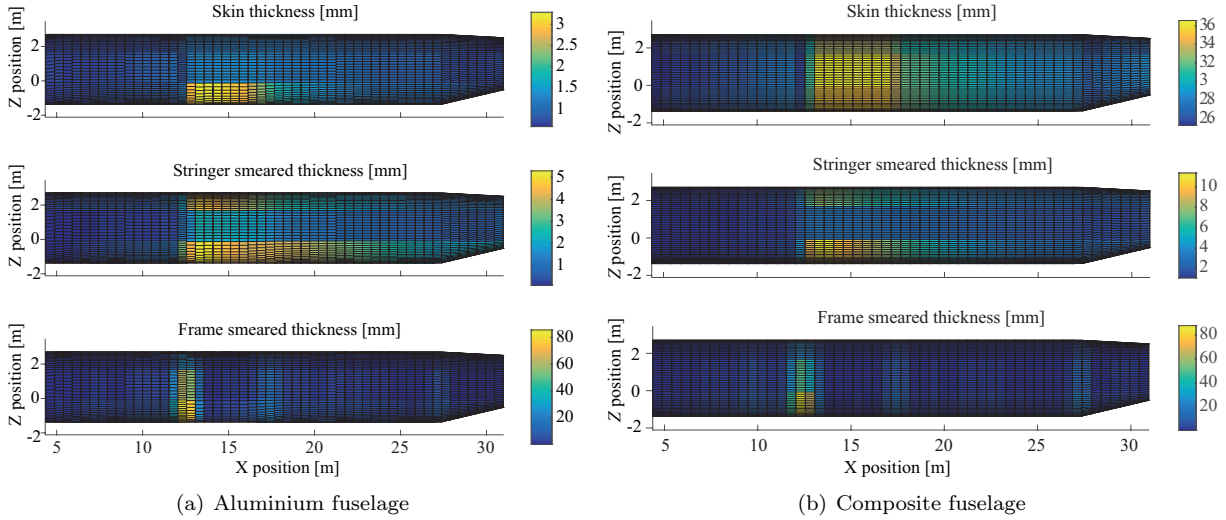 Skin thickness [mm]
Z position [m]
2
0
-2
3
2.5
2
1.5
1
Stringer smeared thickness [mm]
Z position [m]
2
0
-2
5
4
3
2
1
Frame smeared thickness [mm]
Z position [m]
2
0
-2
80
60
40
20
5 10 15 20 25 30
X position [m]
(a) Aluminium fuselage
Skin thickness [mm]
Z position [m]
2
0
-2
36
34
32
30
28
26
Stringer smeared thickness [mm]
Z position [m]
2
0
-2
10
8
6
4
2
Frame smeared thickness [mm]
Z position [m]
2
0
-2
80
60
40
20
5 10 15 20 25 30
X position [m]
(b) Composite fuselage